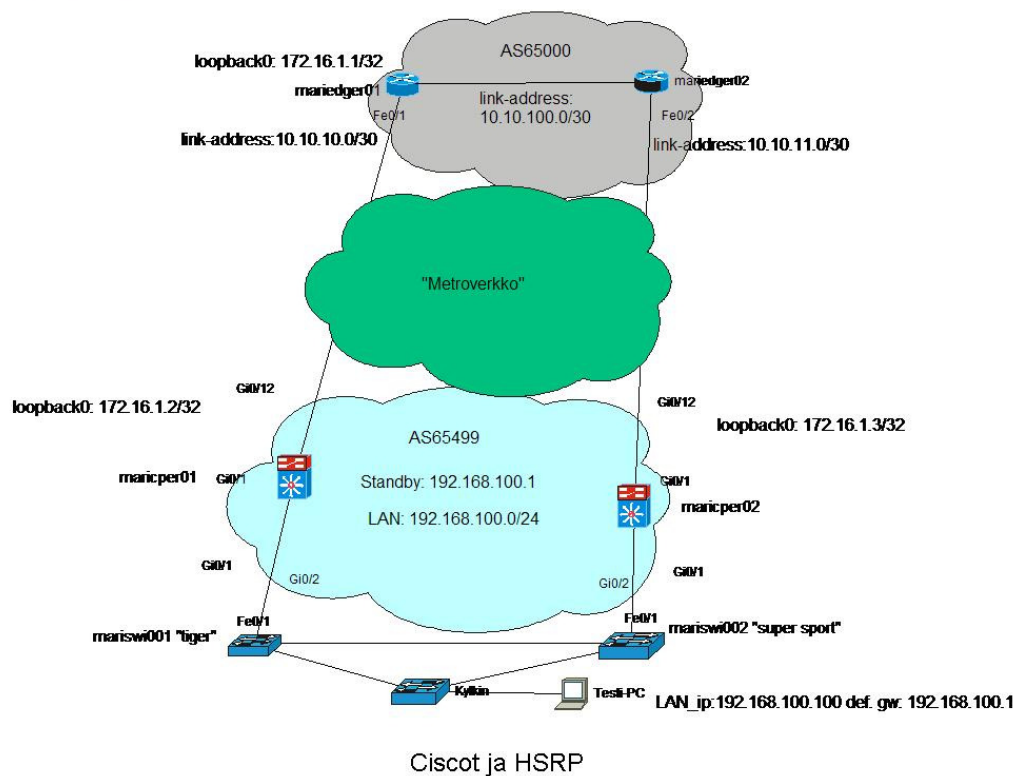 AS65000
loopback0: 172.16.1.1/32
mariedger01
mariedger02
link-address:
10.10.100.0/30
Fe0/1
Fe0/2
link-address:10.10.10.0/30
link-address:10.10.11.0/30
"Metroverkko"
Gi0/12
Gi0/12
loopback0: 172.16.1.2/32
loopback0: 172.16.1.3/32
AS65499
maricper01
Gi0/1
Standby: 192.168.100.1
Gi0/1
maricper02
LAN: 192.168.100.0/24
Gi0/1
Gi0/2
Gi0/2
Gi0/1
Fe0/1
Fe0/1
mariswi001 "tiger"
mariswi002 "super sport"
Kytkin
Testi-PC
LAN_ip:192.168.100.100 def. gw: 192.168.100.1
Ciscot ja HSRP